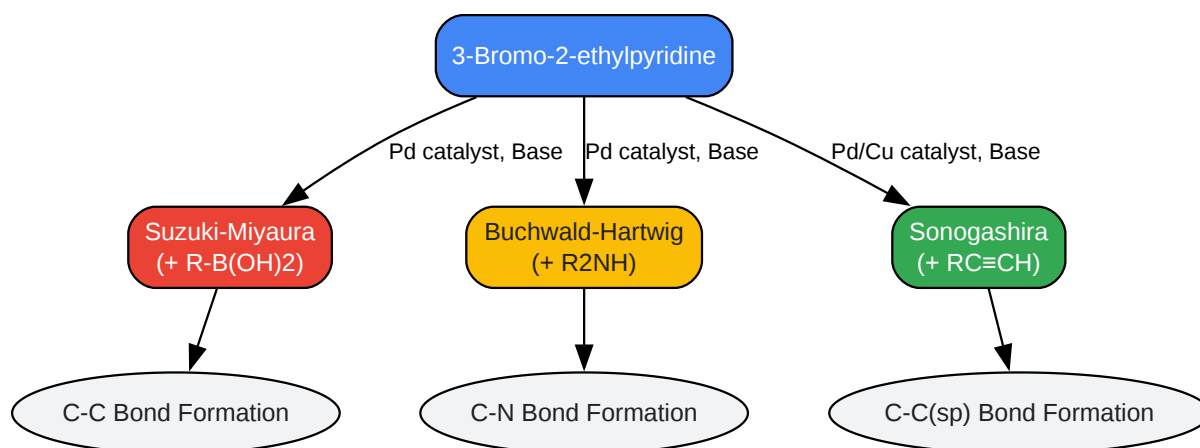 3-Bromo-2-ethylpyridine
Pd catalyst, Base
Pd catalyst, Base
Pd/Cu catalyst, Base
Suzuki-Miyaura
(+ R-B(OH)2)
Buchwald-Hartwig
(+ R2NH)
Sonogashira
(+ RC≡CH)
C-C Bond Formation
C-N Bond Formation
C-C(sp) Bond Formation